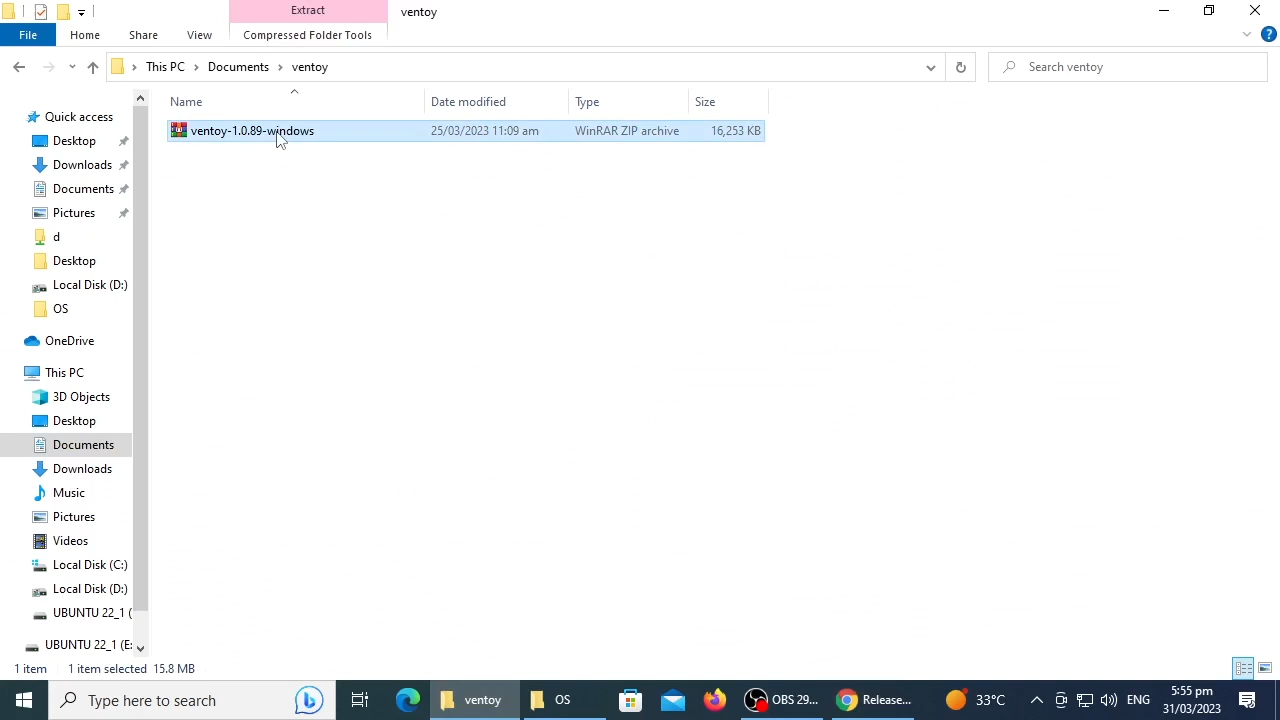 Extract
ventoy
File
Home
Share
View
Compressed Folder Tools
This PC
Documents
ventoy
Search ventoy
Name
Date modified
Type
Size
ventoy-1.0.89-windows
25/03/2023 11:09 am
WinRAR ZIP archive
16,253 KB
Quick access
Desktop
Downloads
Documents
Pictures
d
Desktop
Local Disk (D:)
OS
OneDrive
This PC
3D Objects
Desktop
Documents
Downloads
Music
Pictures
Videos
Local Disk (C:)
Local Disk (D:)
UBUNTU 22_1 (
UBUNTU 22_1 (E:
1 item
1 item selected
15.8 MB
Type here to search
ventoy
OS
OBS 29...
Release...
33°C
ENG
5:55 pm
31/03/2023